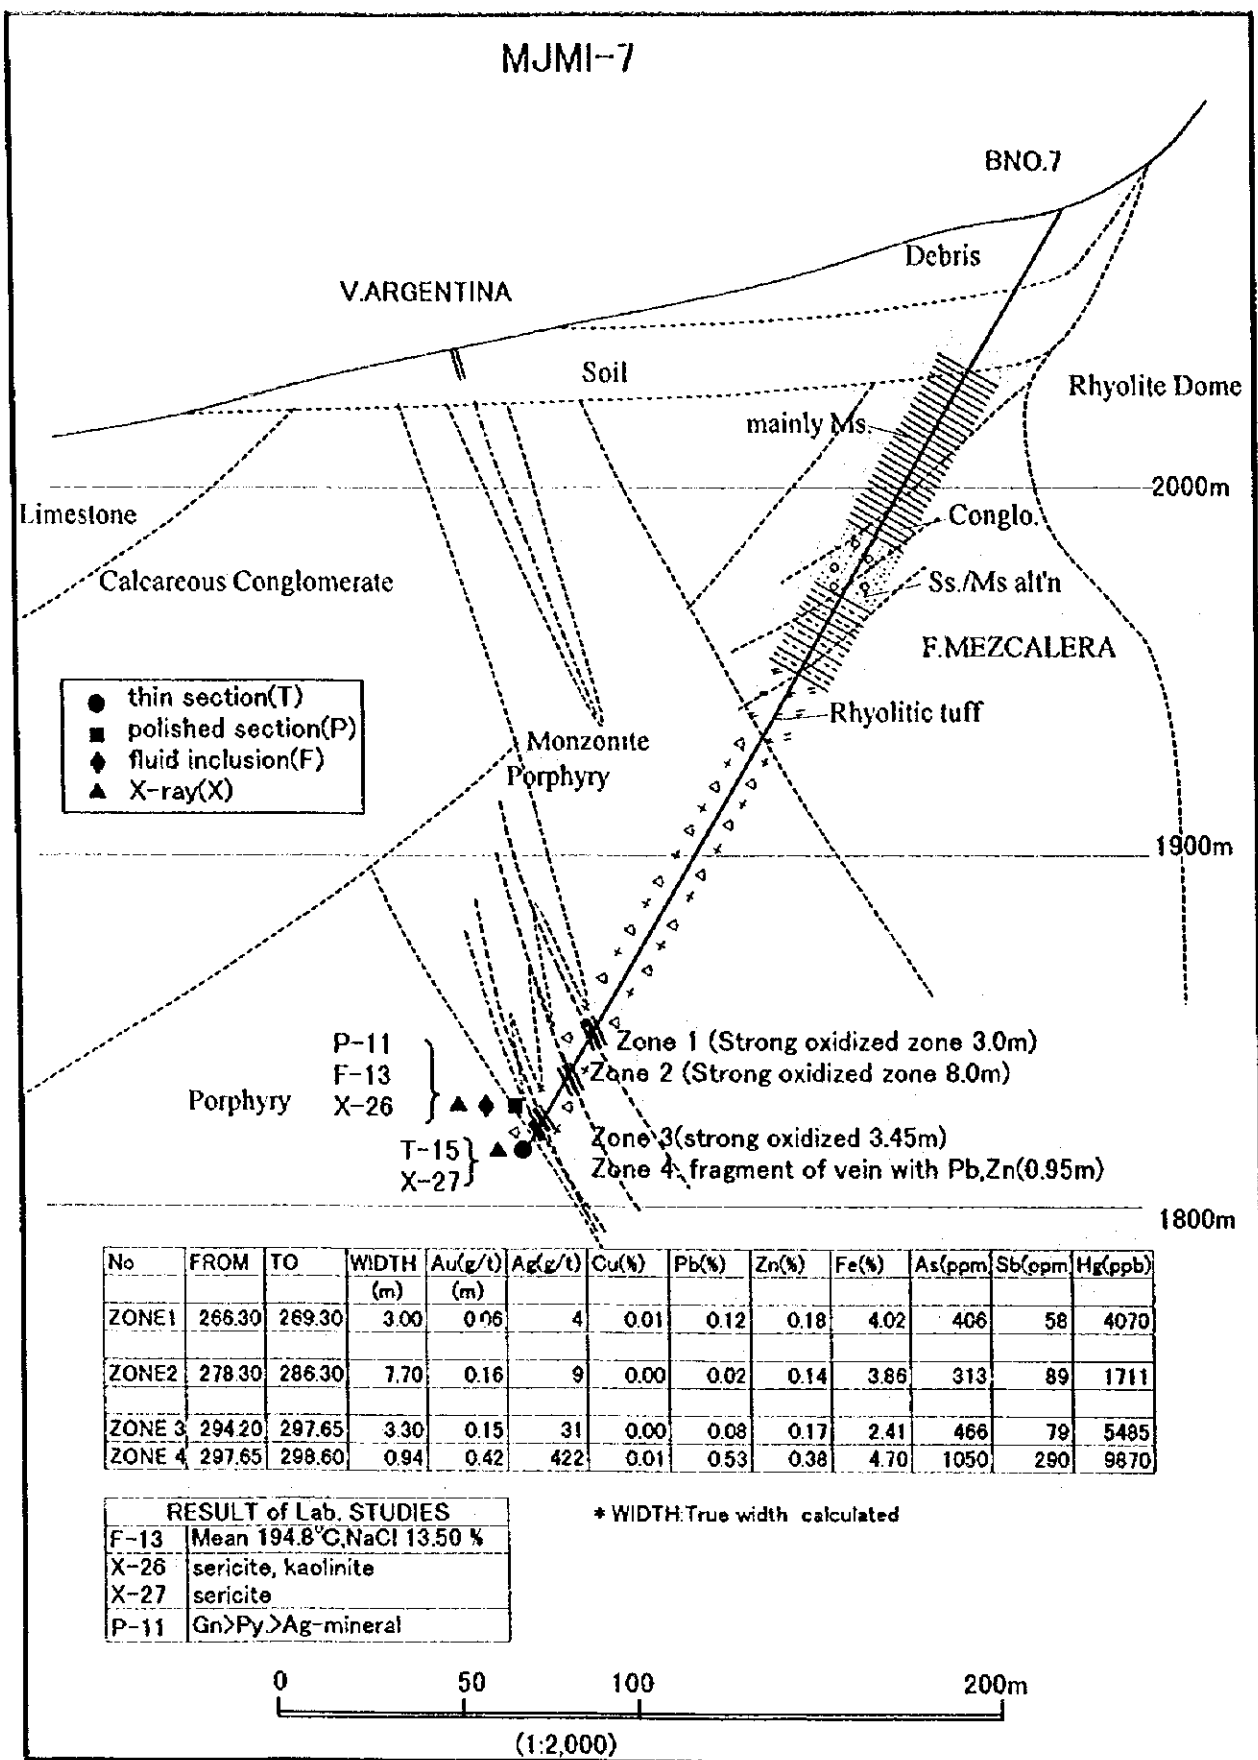 MJMI-7
BNO.7
Debris
V.ARGENTINA
Soil
Rhyolite Dome
mainly Ms.
2000m
Limestone
Conglo.
Calcareous Conglomerate
Ss./Ms alt'n
F.MEZCALERA
thin section(T)
polished section(P)
fluid inclusion(F)
X-ray(X)
Rhyolitic tuff
Monzonite
Porphyry
1900m
P-11
F-13
X-26
Zone 1 (Strong oxidized zone 3.0m)
Zone 2 (Strong oxidized zone 8.0m)
Porphyry
T-15
X-27
Zone 3(strong oxidized 3.45m)
Zone 4: fragment of vein with Pb,Zn(0.95m)
1800m
No FROM TO WIDTH Au(g/t) Ag(g/t) Cu(%) Pb(%) Zn(%) Fe(%) As(ppm Sb(ppm Hg(ppb)
(m) (m)
ZONE1 266.30 269.30 3.00 0.06 4 0.01 0.12 0.18 4.02 406 58 4070
ZONE2 278.30 286.30 7.70 0.16 9 0.00 0.02 0.14 3.86 313 89 1711
ZONE 3 294.20 297.65 3.30 0.15 31 0.00 0.08 0.17 2.41 466 79 5485
ZONE 4 297.65 298.60 0.94 0.42 422 0.01 0.53 0.38 4.70 1050 290 9870
RESULT of Lab. STUDIES
F-13 Mean 194.8°C,NaCl 13.50 %
X-26 sericite, kaolinite
X-27 sericite
P-11 Gn>Py.>Ag-mineral
* WIDTH:True width calculated
0 50 100 200m
(1:2,000)